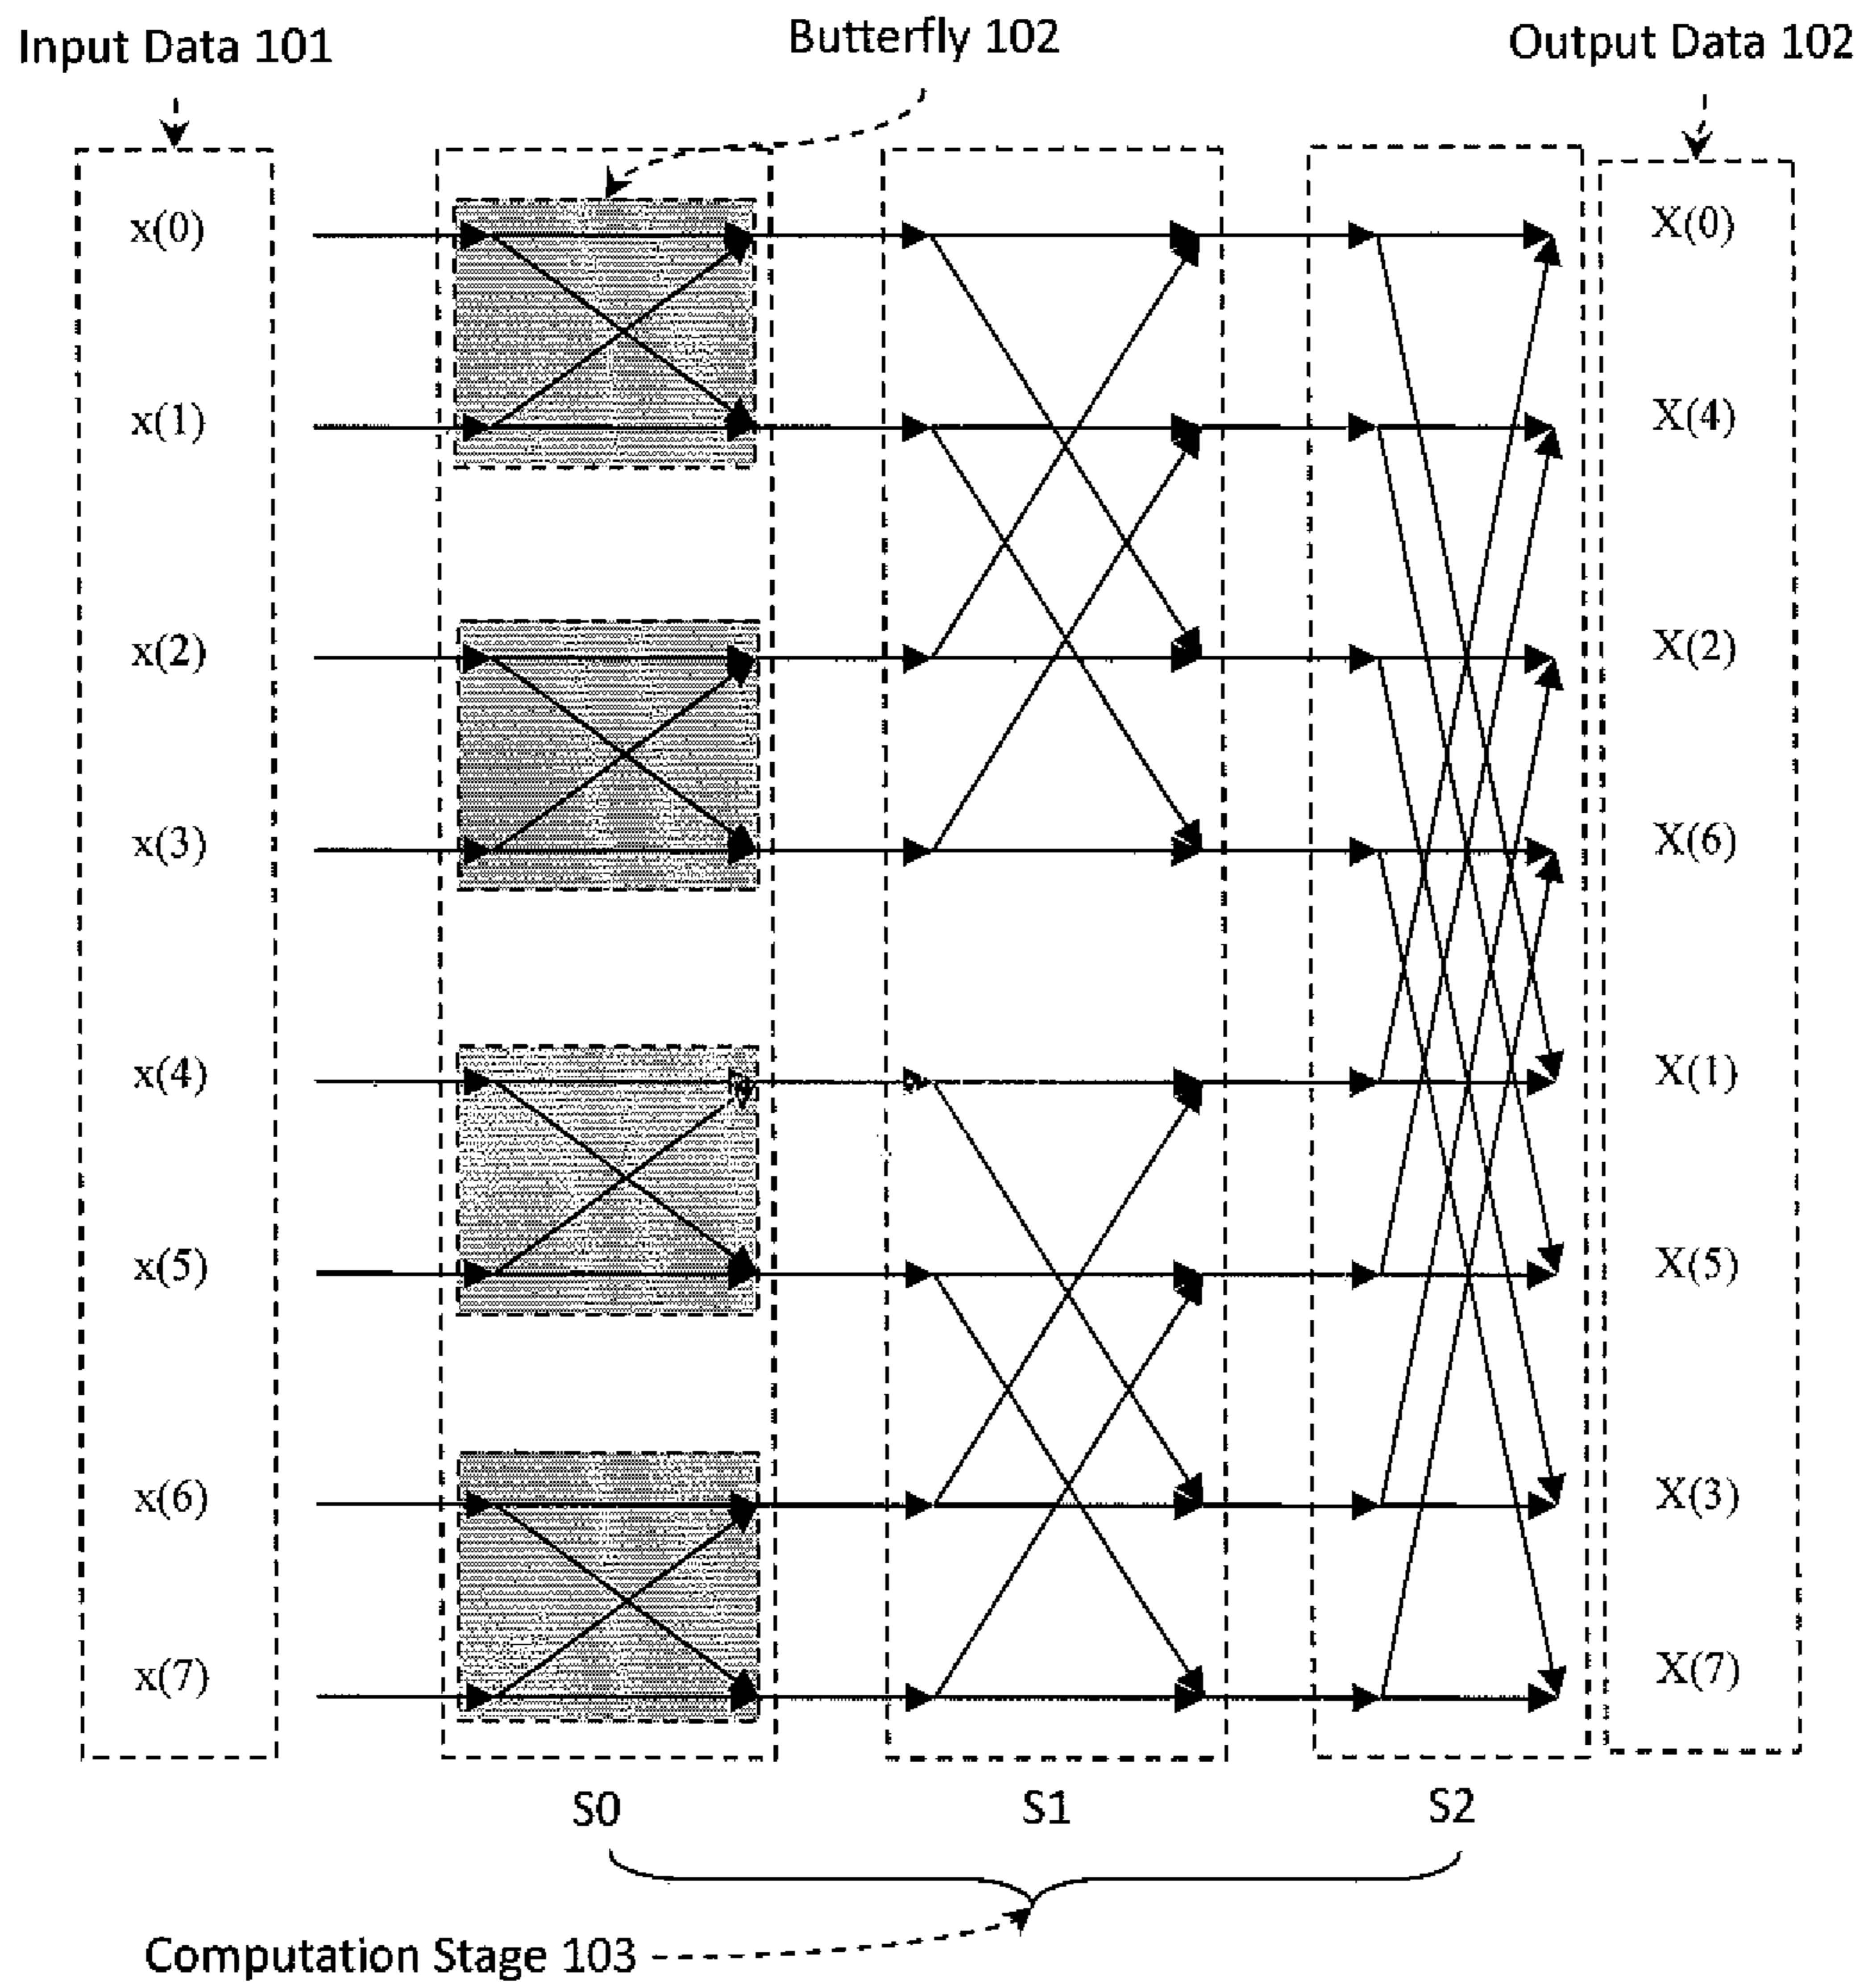 Input Data 101
Butterfly 102
Output Data 102
x(0)
X(0)
x(1)
X(4)
x(2)
X(2)
x(3)
X(6)
x(4)
X(1)
x(5)
X(5)
x(6)
X(3)
x(7)
X(7)
S0
S1
S2
Computation Stage 103